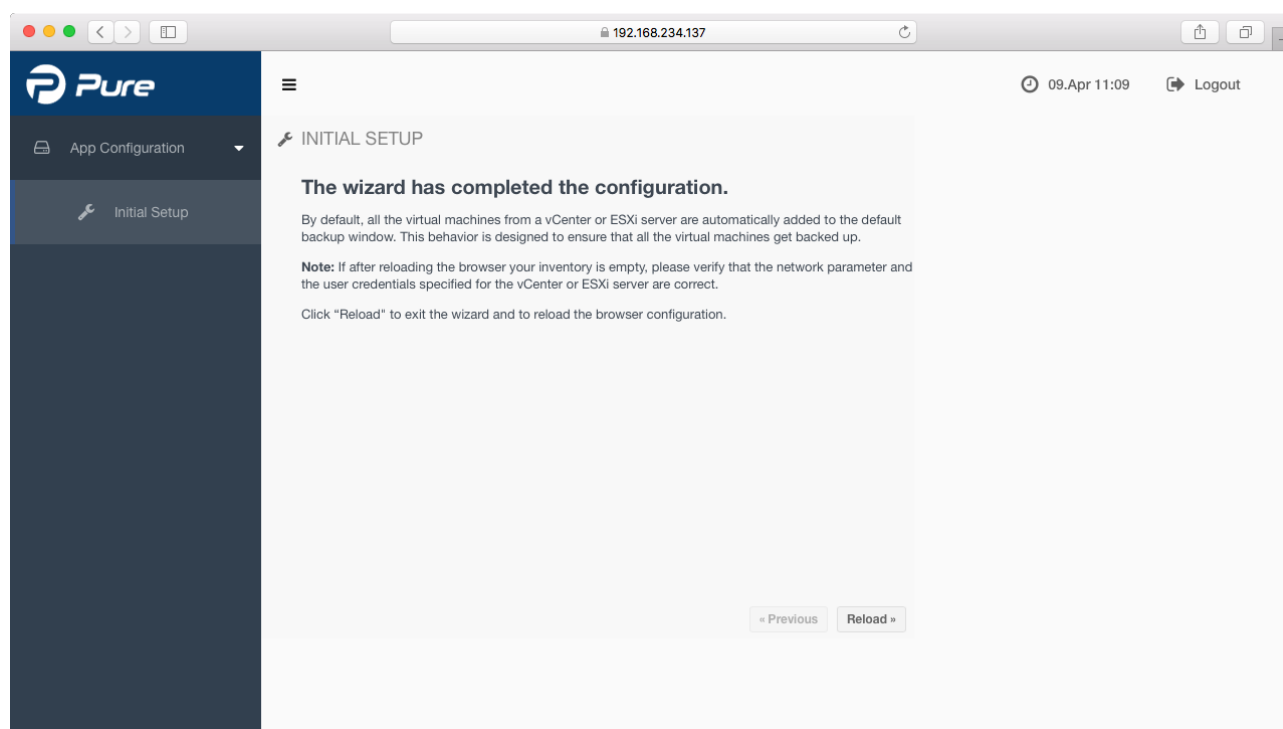 192.168.234.137
Pure
09.Apr 11:09
Logout
App Configuration
Initial Setup
INITIAL SETUP
The wizard has completed the configuration.
By default, all the virtual machines from a vCenter or ESXi server are automatically added to the default
backup window. This behavior is designed to ensure that all the virtual machines get backed up.
Note: If after reloading the browser your inventory is empty, please verify that the network parameter and
the user credentials specified for the vCenter or ESXi server are correct.
Click “Reload" to exit the wizard and to reload the browser configuration.
« Previous
Reload »